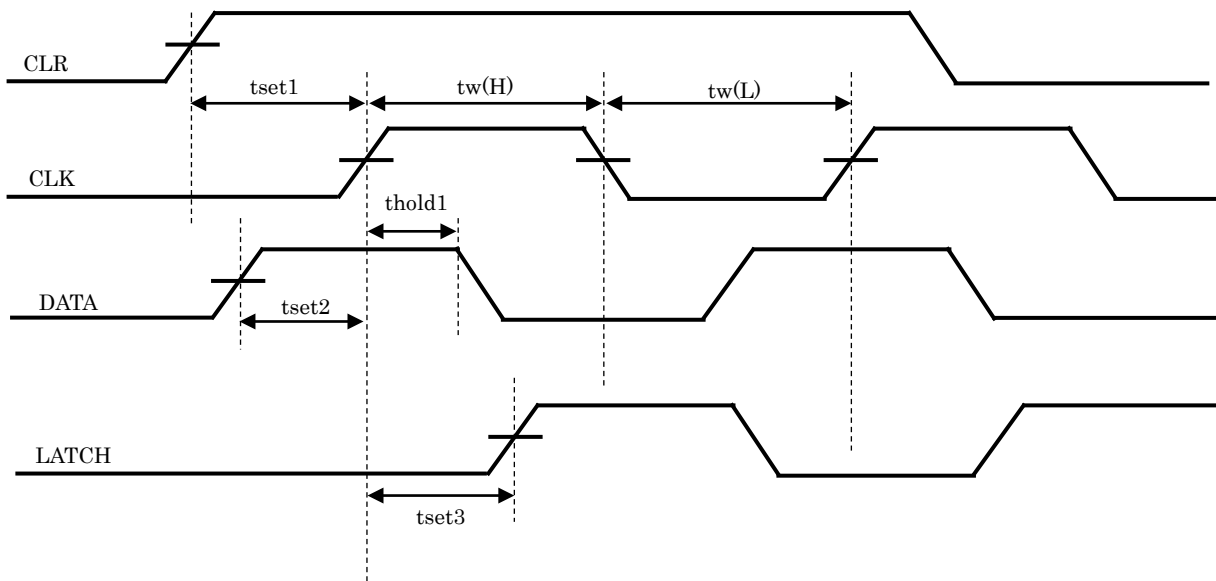 CLR
tset1
tw(H)
tw(L)
CLK
thold1
DATA
tset2
LATCH
tset3